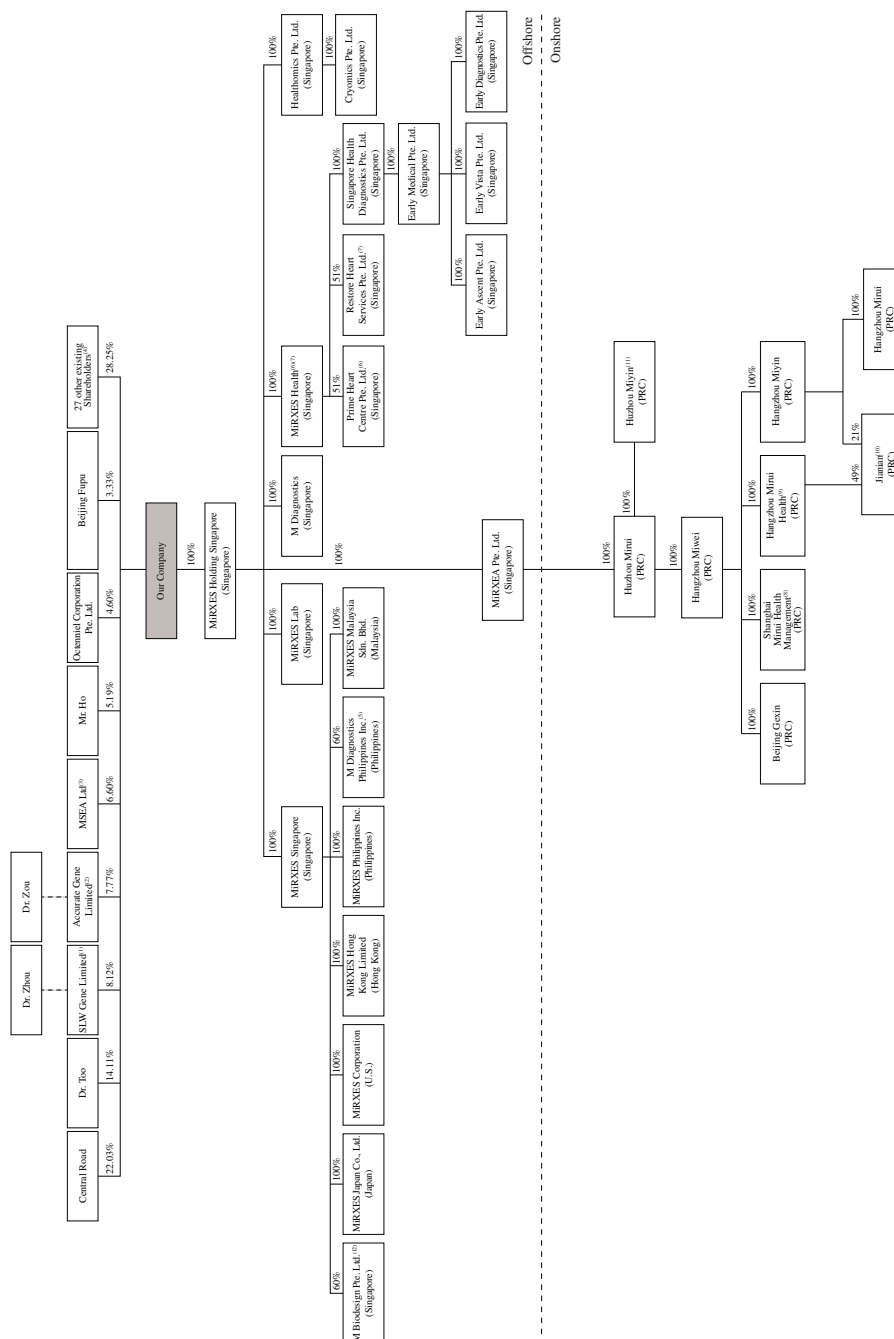 Dr. Zhou
Dr. Zou
Central Road
Dr. Too
SLW Gene Limited(1)
Accurate Gene
Limited(2)
MSEA Ltd(3)
Mr. Ho
Octenniel Corporation
Pte. Ltd.
Beijing Fupu
27 other existing
Shareholders(4)
22.03%
14.11%
8.12%
7.77%
6.60%
5.19%
4.60%
3.33%
28.25%
Our Company
100%
MiRXES Holding Singapore
(Singapore)
100%
100%
100%
100%
100%
MiRXES Singapore
(Singapore)
MiRXES Lab
(Singapore)
M Diagnostics
(Singapore)
MiRXES Health(6)(7)
(Singapore)
Healthomics Pte. Ltd.
(Singapore)
60%
100%
100%
100%
100%
60%
100%
100%
51%
51%
100%
100%
M Biodesign Pte. Ltd.(12)
(Singapore)
MiRXES Japan Co., Ltd.
(Japan)
MiRXES Corporation
(U.S.)
MiRXES Hong
Kong Limited
(Hong Kong)
MiRXES Philippines Inc.
(Philippines)
M Diagnostics
Philippines Inc.(5)
(Philippines)
MiRXES Malaysia
Sdn. Bhd.
(Malaysia)
Prime Heart
Centre Pte. Ltd.(6)
(Singapore)
Restore Heart
Services Pte. Ltd.(7)
(Singapore)
Singapore Health
Diagnostics Pte. Ltd.
(Singapore)
Cryomics Pte. Ltd.
(Singapore)
100%
Early Medical Pte. Ltd.
(Singapore)
100%
100%
100%
Early Ascent Pte. Ltd.
(Singapore)
Early Vista Pte. Ltd.
(Singapore)
Early Diagnostics Pte. Ltd.
(Singapore)
MiRXEA Pte. Ltd.
(Singapore)
Offshore
Onshore
100%
Huzhou Mirui
(PRC)
100%
Huzhou Miyin(11)
(PRC)
100%
Hangzhou Miwei
(PRC)
100%
100%
100%
100%
Beijing Gexin
(PRC)
Shanghai
Mirui Health
Management(8)
(PRC)
Hangzhou Mirui
Health(9)
(PRC)
Hangzhou Miyin
(PRC)
49%
21%
100%
Jianian(10)
(PRC)
Hangzhou Mirui
(PRC)